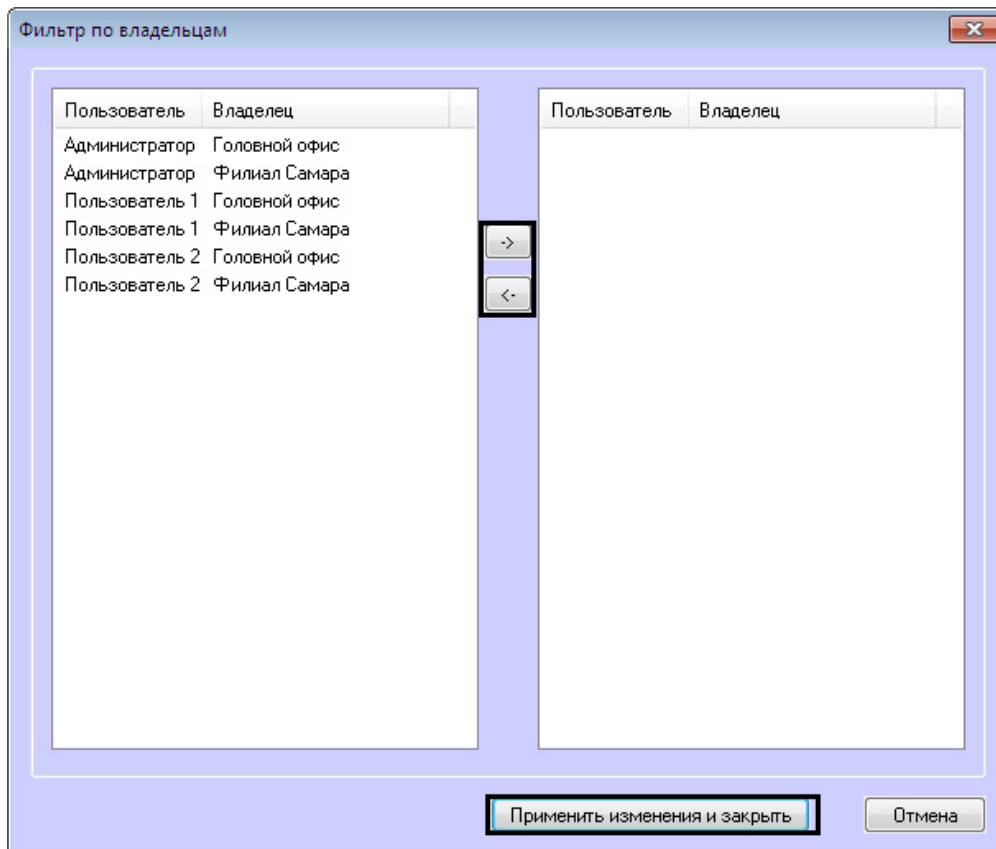 Фильтр по владельцам
Пользователь Владелец
Администратор Головной офис
Администратор Филиал Самара
Пользователь 1 Головной офис
Пользователь 1 Филиал Самара
Пользователь 2 Головной офис
Пользователь 2 Филиал Самара
->
<-
Пользователь Владелец
Применить изменения и закрыть
Отмена